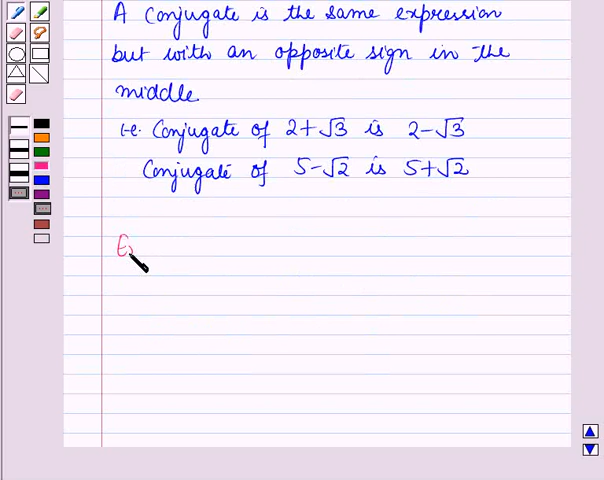 A Conjugate is the same expression
but with an opposite sign in the
middle.
i.e. Conjugate of 2+√3 is 2-√3
Conjugate of 5-√2 is 5+√2